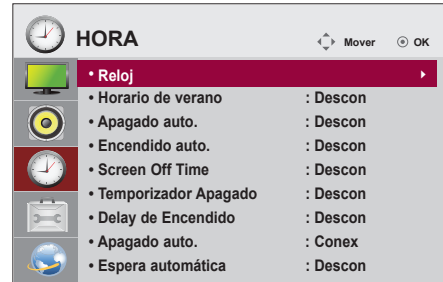 HORA Mover OK
• Reloj
• Horario de verano : Descon
• Apagado auto. : Descon
• Encendido auto. : Descon
• Screen Off Time : Descon
• Temporizador Apagado : Descon
• Delay de Encendido : Descon
• Apagado auto. : Conex
• Espera automática : Descon